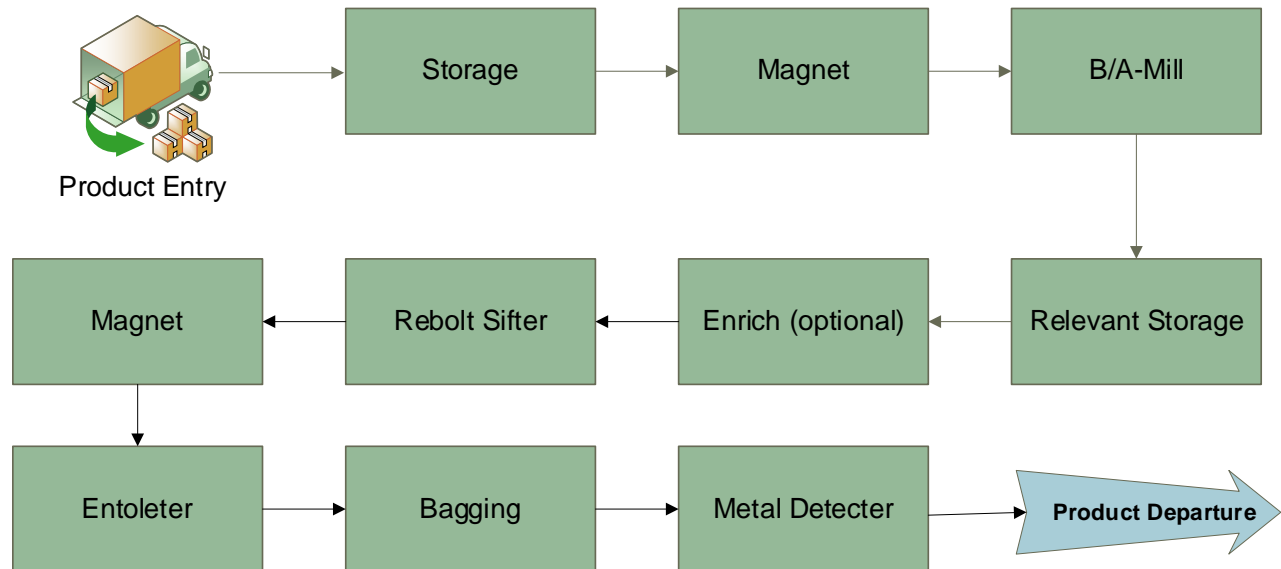 Product Entry
Storage
Magnet
B/A-Mill
Relevant Storage
Enrich (optional)
Rebolt Sifter
Magnet
Entoleter
Bagging
Metal Detecter
Product Departure